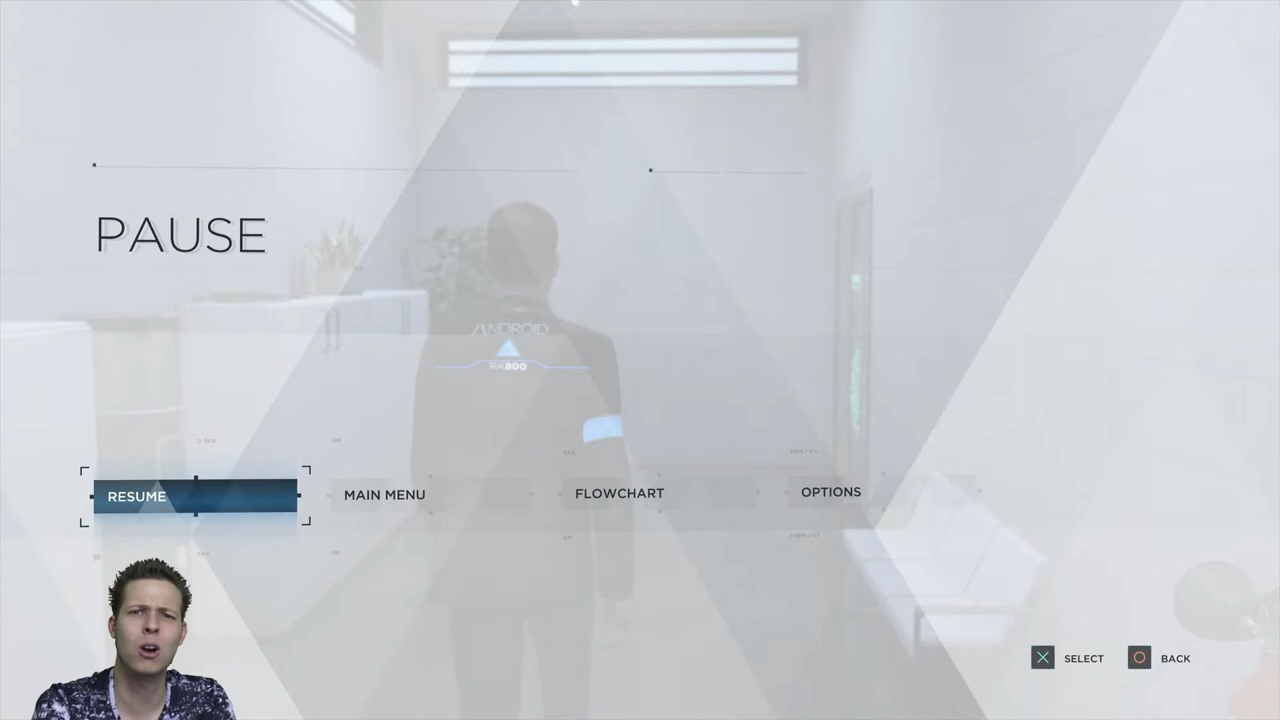 PAUSE
ANDROID
RK800
RESUME
MAIN MENU
FLOWCHART
OPTIONS
SELECT
BACK